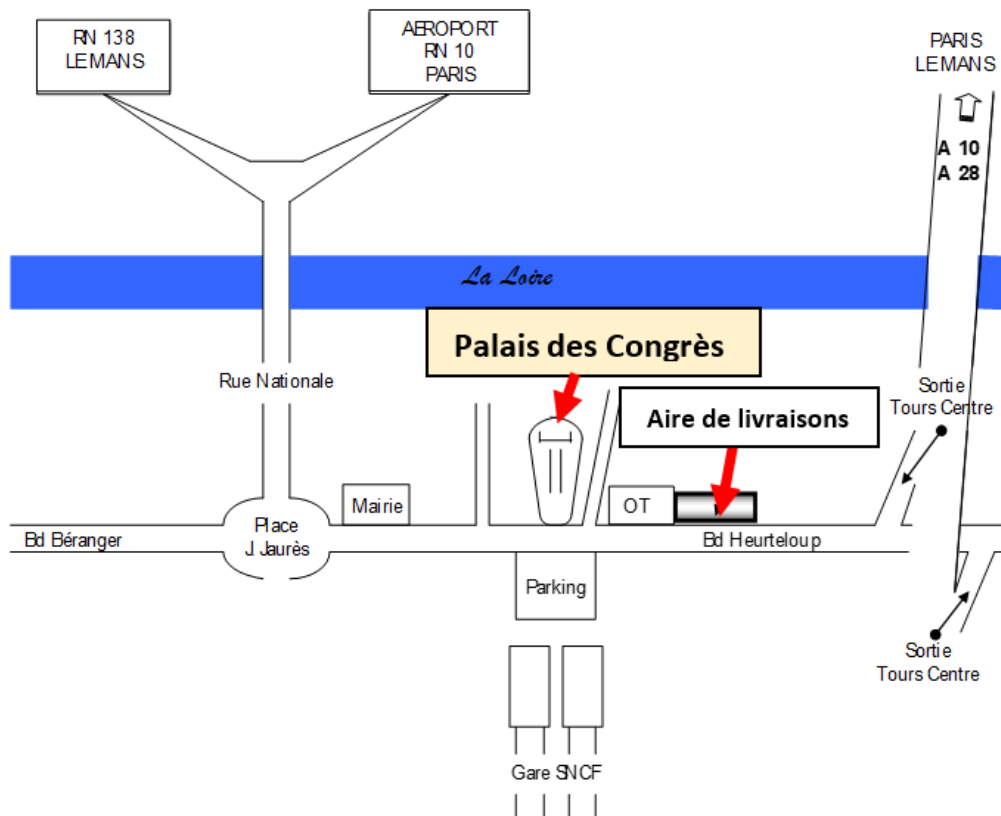 RN 138
LEMANS
AEROPORT
RN 10
PARIS
PARIS
LEMANS
A 10
A 28
La Loire
Palais des Congrès
Rue Nationale
Sortie
Tours Centre
Aire de livraisons
Mairie
OT
Place
J. Jaurès
Bd Béranger
Bd Heurteloup
Parking
Sortie
Tours Centre
Gare SNCF